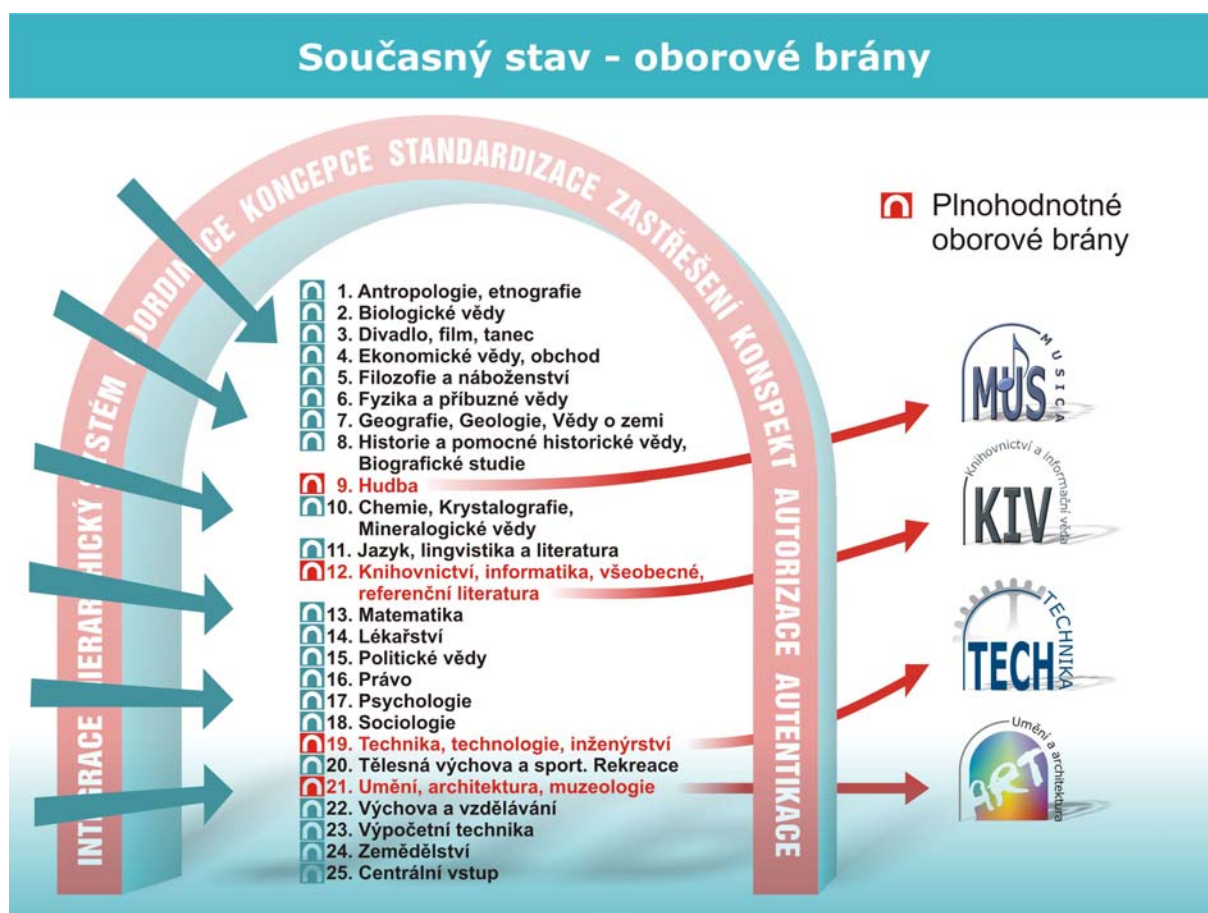 Současný stav - oborové brány
INTEGRACE HIERARCHICKÝ SYSTÉM KOORDINACE KONCEPCE STANDARDIZACE ZASTŘEŠENÍ KONSPEKT AUTORIZACE AUTENTIKACE
1. Antropologie, etnografie
2. Biologické vědy
3. Divadlo, film, tanec
4. Ekonomické vědy, obchod
5. Filozofie a náboženství
6. Fyzika a příbuzné vědy
7. Geografie, Geologie, Vědy o zemi
8. Historie a pomocné historické vědy,
Biografické studie
9. Hudba
10. Chemie, Krystalografie,
Mineralogické vědy
11. Jazyk, lingvistika a literatura
12. Knihovnictví, informatika, všeobecné,
referenční literatura
13. Matematika
14. Lékařství
15. Politické vědy
16. Právo
17. Psychologie
18. Sociologie
19. Technika, technologie, inženýrství
20. Tělesná výchova a sport. Rekreace
21. Umění, architektura, muzeologie
22. Výchova a vzdělávání
23. Výpočetní technika
24. Zemědělství
25. Centrální vstup
Plnohodnotné
oborové brány
MUS
MUSICA
Knihovnictví a informační věda
KIV
TECHNIKA
TECH
Umění a architektura
ART